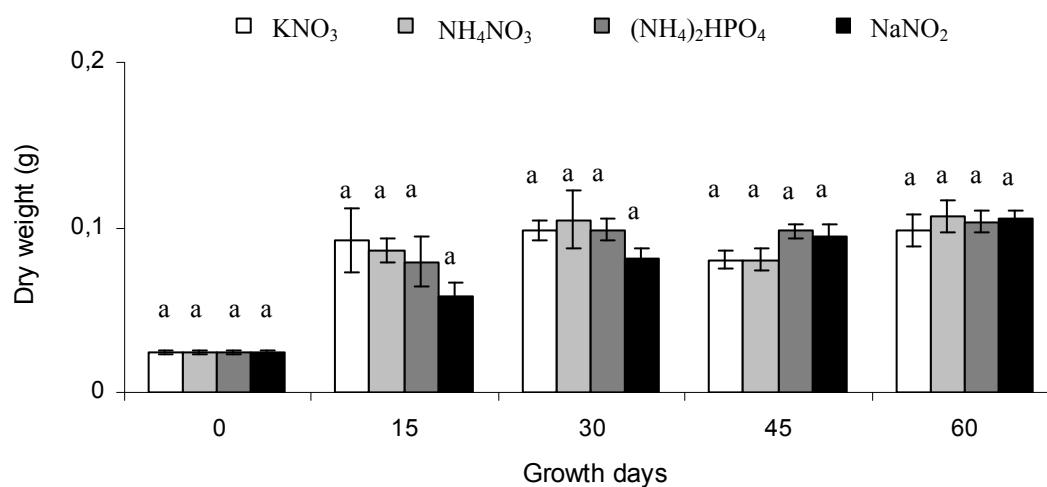 KNO₃ NH₄NO₃ (NH₄)₂HPO₄ NaNO₂
0,2
0,1
0
Dry weight (g)
a a a a
a a a a
a a a a
a a a a
a a a a
0 15 30 45 60
Growth days